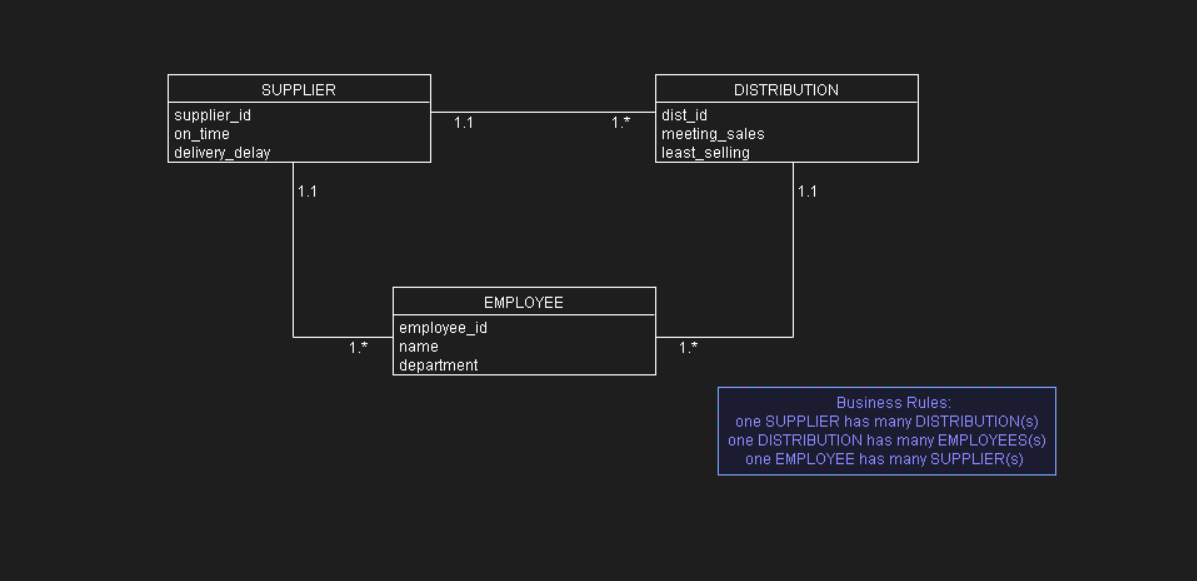 SUPPLIER
supplier_id
on_time
delivery_delay
1.1
1.*
DISTRIBUTION
dist_id
meeting_sales
least_selling
1.1
1.1
EMPLOYEE
employee_id
name
department
1.*
1.*
Business Rules:
one SUPPLIER has many DISTRIBUTION(s)
one DISTRIBUTION has many EMPLOYEES(s)
one EMPLOYEE has many SUPPLIER(s)